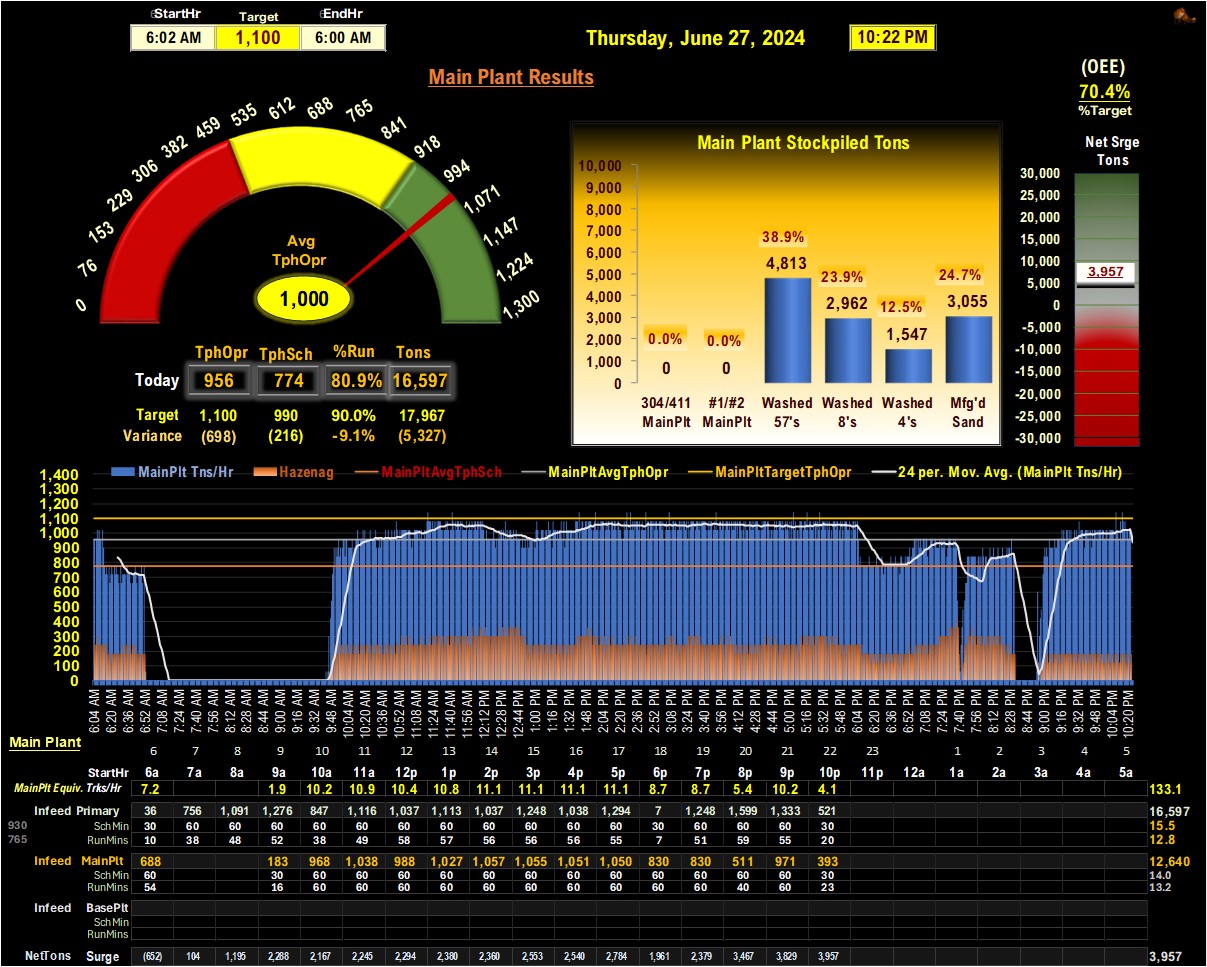 StartHr Target EndHr
6:02 AM 1,100 6:00 AM
Thursday, June 27, 2024 10:22 PM
Main Plant Results
(OEE)
70.4%
%Target
0 76 153 229 306 382 459 535 612 688 765 841 918 994 1,071 1,147 1,224 1,300
Avg
TphOpr
1,000
TphOpr TphSch %Run Tons
Today 956 774 80.9% 16,597
Target 1,100 990 90.0% 17,967
Variance (698) (216) -9.1% (5,327)
Main Plant Stockpiled Tons
10,000
9,000
8,000
7,000
6,000
5,000
4,000
3,000
2,000
1,000
0
0.0% 0.0% 38.9% 23.9% 12.5% 24.7%
0 0 4,813 2,962 1,547 3,055
304/411 #1/#2 Washed Washed Washed Mfg'd
MainPlt MainPlt 57's 8's 4's Sand
Net Srge
Tons
30,000
25,000
20,000
15,000
10,000
5,000
0
-5,000
-10,000
-15,000
-20,000
-25,000
-30,000
3,957
MainPlt Tns/Hr Hazenag MainPltAvgTphSch MainPltAvgTphOpr MainPltTargetTphOpr 24 per. Mov. Avg. (MainPlt Tns/Hr)
1,400
1,300
1,200
1,100
1,000
900
800
700
600
500
400
300
200
100
0
6:04 AM 6:20 AM 6:36 AM 6:52 AM 7:08 AM 7:24 AM 7:40 AM 7:56 AM 8:12 AM 8:28 AM 8:44 AM 9:00 AM 9:16 AM 9:32 AM 9:48 AM 10:04 AM 10:20 AM 10:36 AM 10:52 AM 11:08 AM 11:24 AM 11:40 AM 11:56 AM 12:12 PM 12:28 PM 12:44 PM 1:00 PM 1:16 PM 1:32 PM 1:48 PM 2:04 PM 2:20 PM 2:36 PM 2:52 PM 3:08 PM 3:24 PM 3:40 PM 3:56 PM 4:12 PM 4:28 PM 4:44 PM 5:00 PM 5:16 PM 5:32 PM 5:48 PM 6:04 PM 6:20 PM 6:36 PM 6:52 PM 7:08 PM 7:24 PM 7:40 PM 7:56 PM 8:12 PM 8:28 PM 8:44 PM 9:00 PM 9:16 PM 9:32 PM 9:48 PM 10:04 PM 10:20 PM
Main Plant
6 7 8 9 10 11 12 13 14 15 16 17 18 19 20 21 22 23 1 2 3 4 5
StartHr 6a 7a 8a 9a 10a 11a 12p 1p 2p 3p 4p 5p 6p 7p 8p 9p 10p 11p 12a 1a 2a 3a 4a 5a
MainPlt Equiv. Trks/Hr 7.2 1.9 10.2 10.9 10.4 10.8 11.1 11.1 11.1 11.1 8.7 8.7 5.4 10.2 4.1 133.1
Infeed Primary 36 756 1,091 1,276 847 1,116 1,037 1,113 1,037 1,248 1,038 1,294 7 1,248 1,599 1,333 521 16,597
930 SchMin 30 60 60 60 60 60 60 60 60 60 60 60 30 60 60 60 30 15.5
765 RunMins 10 38 48 52 38 49 58 57 56 56 56 55 7 51 59 55 20 12.8
Infeed MainPlt 688 183 968 1,038 988 1,027 1,057 1,055 1,051 1,050 830 830 511 971 393 12,640
SchMin 60 30 60 60 60 60 60 60 60 60 60 60 60 60 30 14.0
RunMins 54 16 60 60 60 60 60 60 60 60 60 60 40 60 23 13.2
Infeed BasePlt
SchMin
RunMins
NetTons Surge (652) 104 1,195 2,288 2,167 2,245 2,294 2,380 2,360 2,553 2,540 2,784 1,961 2,379 3,467 3,829 3,957 3,957